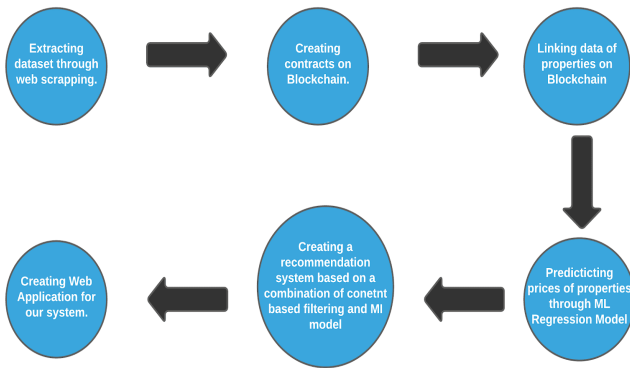 Extracting
dataset through
web scrapping.
Creating
contracts on
Blockchain.
Linking data of
properties on
Blockchain
Predicticting
prices of properties
through ML
Regression Model
Creating a
recommendation
system based on a
combination of conetnt
based filtering and MI
model
Creating Web
Application for
our system.